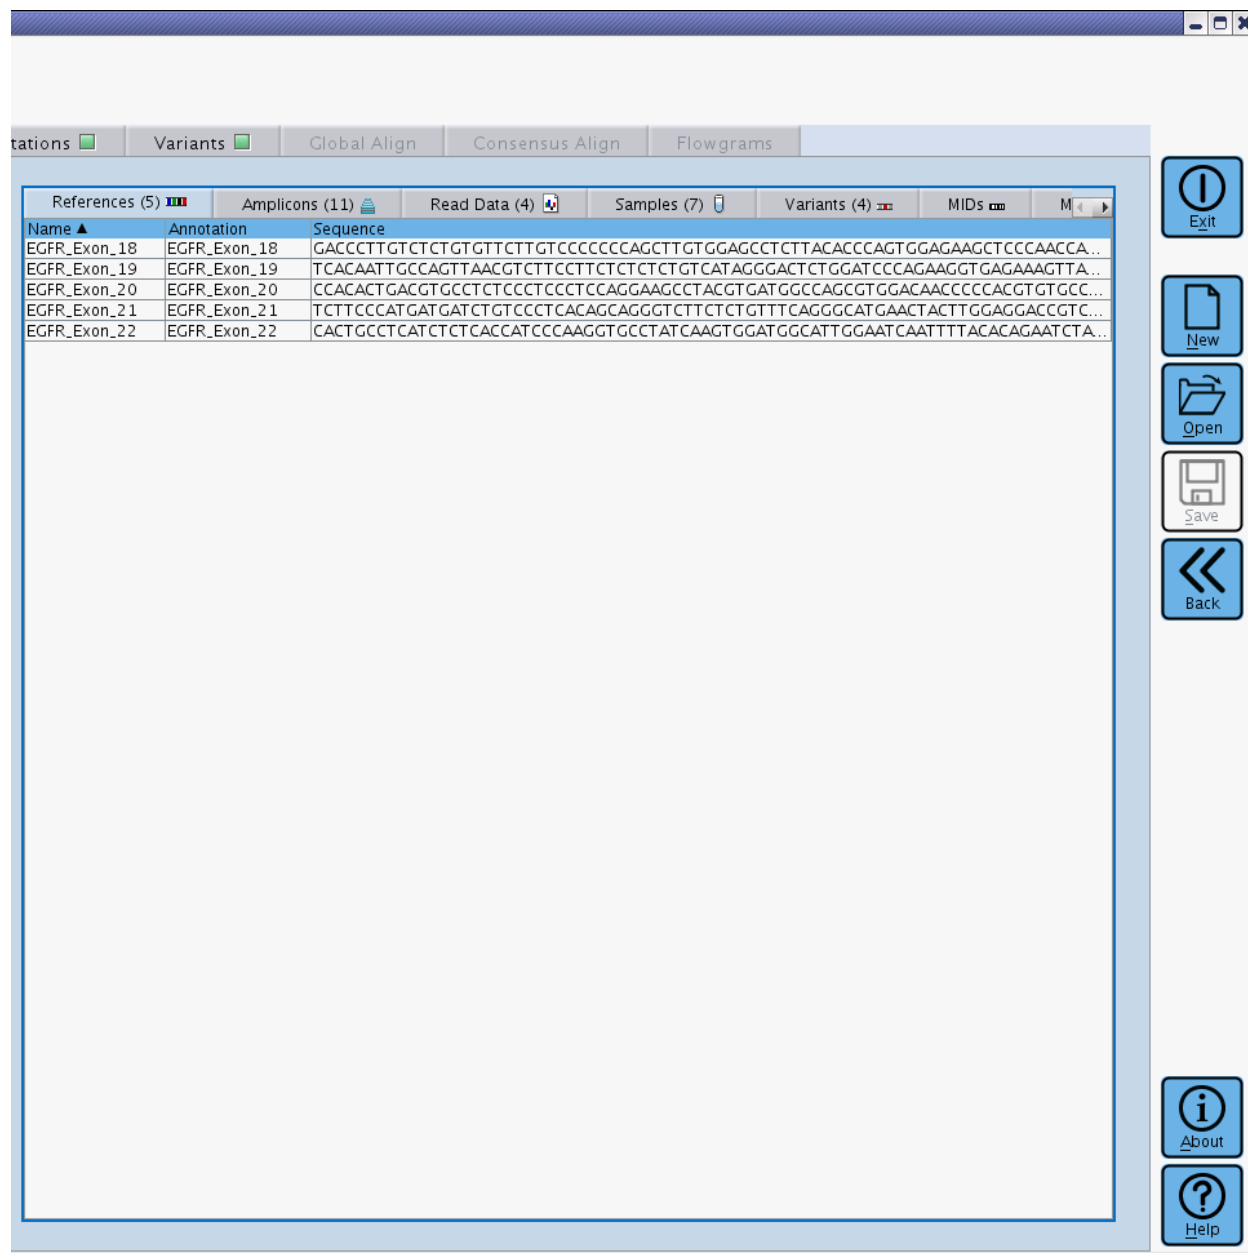 tations Variants Global Align Consensus Align Flowgrams
References (5) Amplicons (11) Read Data (4) Samples (7) Variants (4) MIDs M
Name ▲ Annotation Sequence
EGFR_Exon_18 EGFR_Exon_18 GACCCTTGTCTCTGTGTTCTTGTCCCCCCCAGCTTGTGGAGCCTCTTACACCCAGTGGAGAAGCTCCCAACCA...
EGFR_Exon_19 EGFR_Exon_19 TCACAATTGCCAGTTAACGTCTTCCTTCTCTCTCTGTCATAGGGACTCTGGATCCCAGAAGGTGAGAAAGTTA...
EGFR_Exon_20 EGFR_Exon_20 CCACACTGACGTGCCTCTCCCTCCCTCCAGGAAGCCTACGTGATGGCCAGCGTGGACAACCCCCACGTGTGCC...
EGFR_Exon_21 EGFR_Exon_21 TCTTCCCATGATGATCTGTCCCTCACAGCAGGGTCTTCTCTGTTTCAGGGCATGAACTACTTGGAGGACCGTC...
EGFR_Exon_22 EGFR_Exon_22 CACTGCCTCATCTCTCACCATCCCAAGGTGCCTATCAAGTGGATGGCATTGGAATCAATTTTACACAGAATCTA...
Exit
New
Open
Save
Back
About
Help